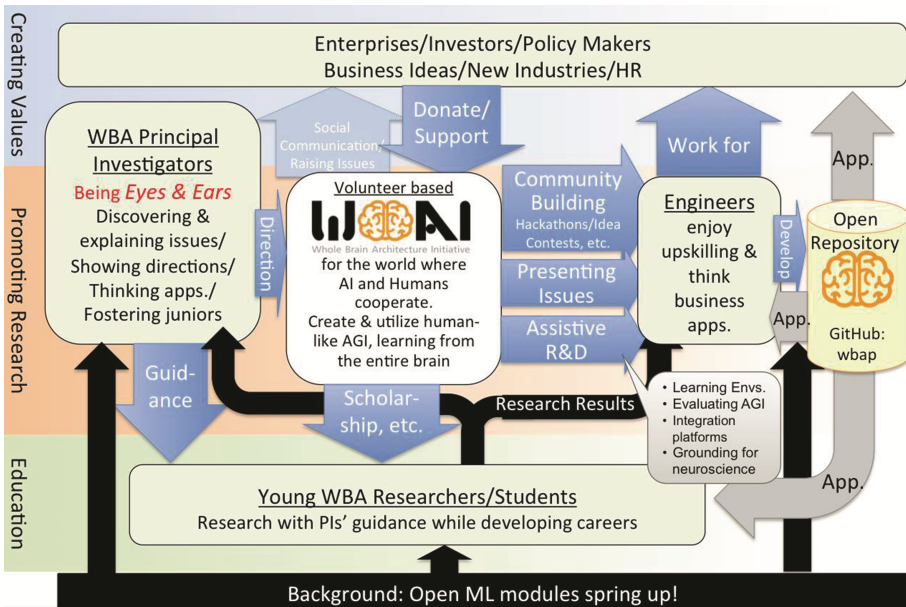 Creating Values
Promoting Research
Education
Enterprises/Investors/Policy Makers
Business Ideas/New Industries/HR
WBA Principal
Investigators
Being Eyes & Ears
Discovering &
explaining issues/
Showing directions/
Thinking apps./
Fostering juniors
Social
Communication,
Raising Issues
Donate/
Support
Work for
App.
Direction
Volunteer based
WBAI
Whole Brain Architecture Initiative
for the world where
AI and Humans
cooperate.
Create & utilize human-
like AGI, learning from
the entire brain
Community
Building
Hackathons/Idea
Contests, etc.
Presenting
Issues
Assistive
R&D
Engineers
enjoy
upskilling &
think
business
apps.
Develop
App.
Open
Repository
GitHub:
wbap
Guid-
ance
Scholar-
ship, etc.
Research Results
• Learning Envs.
• Evaluating AGI
• Integration
platforms
• Grounding for
neuroscience
App.
Young WBA Researchers/Students
Research with PIs' guidance while developing careers
Background: Open ML modules spring up!